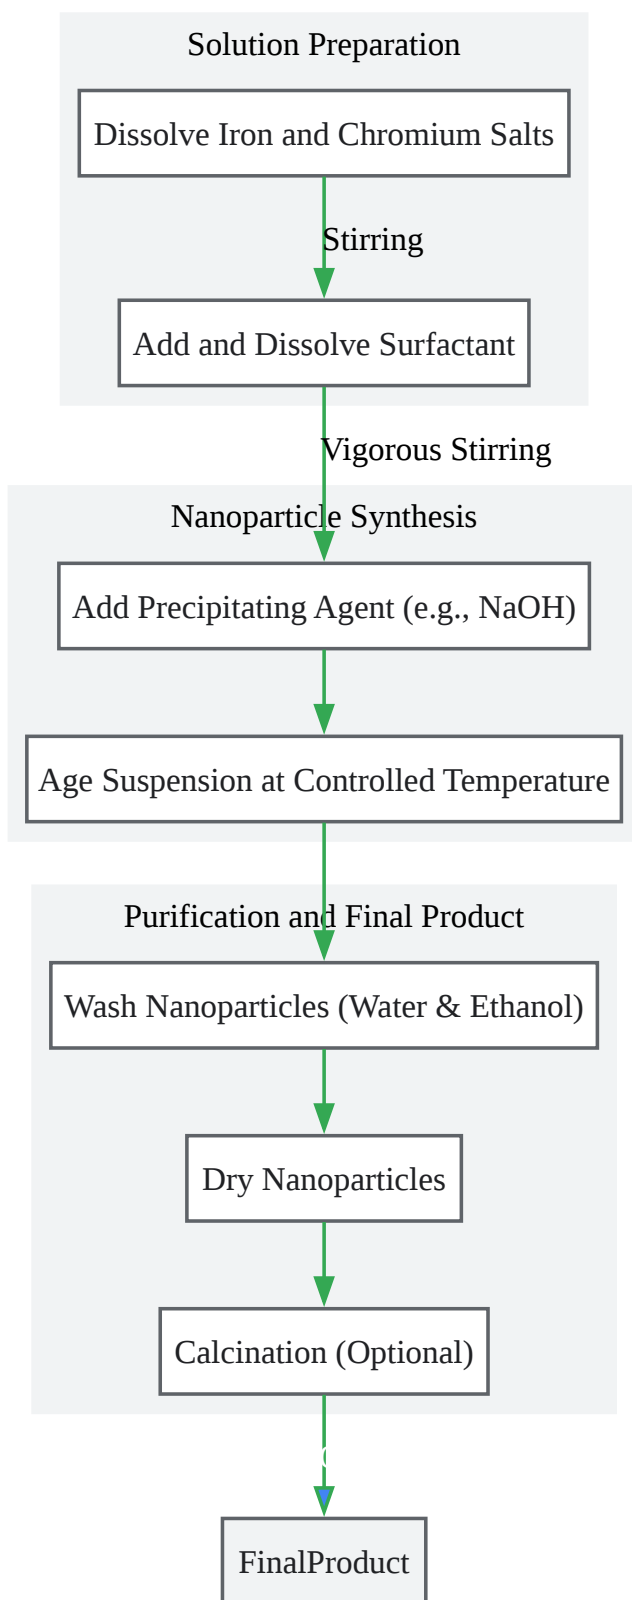 Solution Preparation
Dissolve Iron and Chromium Salts
Stirring
Add and Dissolve Surfactant
Vigorous Stirring
Nanoparticle Synthesis
Add Precipitating Agent (e.g., NaOH)
Age Suspension at Controlled Temperature
Purification and Final Product
Wash Nanoparticles (Water & Ethanol)
Dry Nanoparticles
Calcination (Optional)
FinalProduct